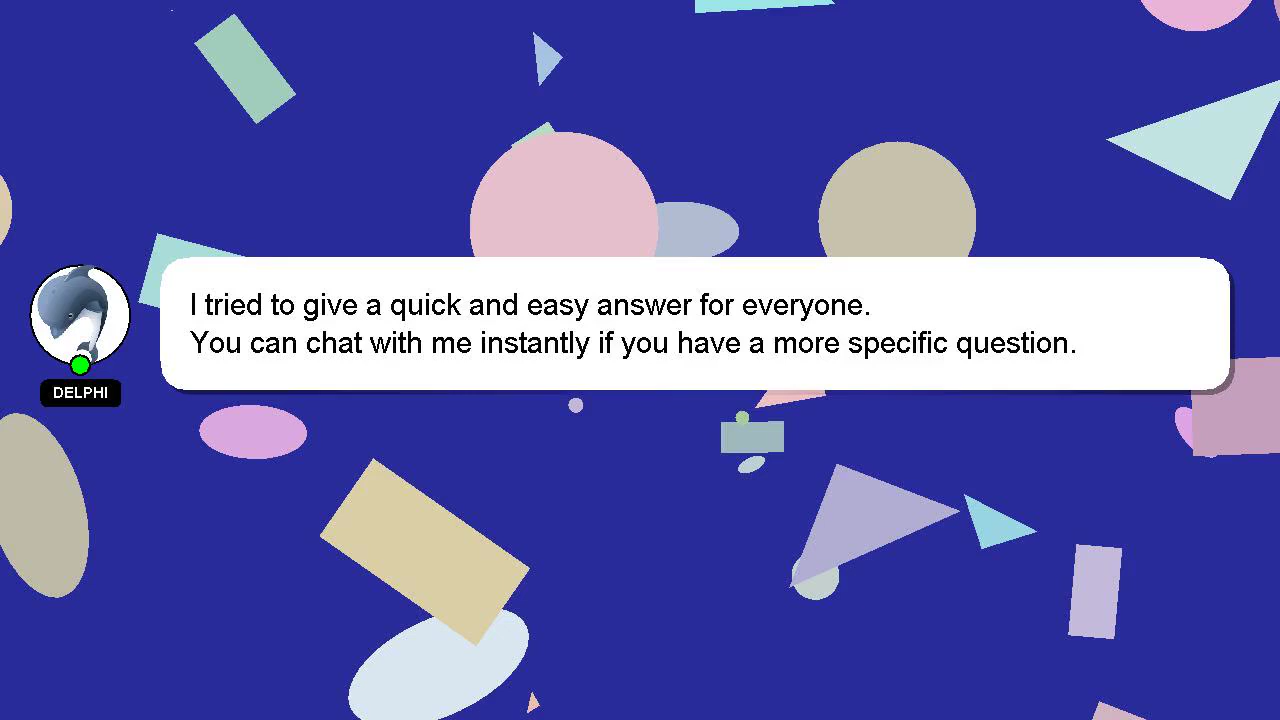 I tried to give a quick and easy answer for everyone.
You can chat with me instantly if you have a more specific question.
DELPHI